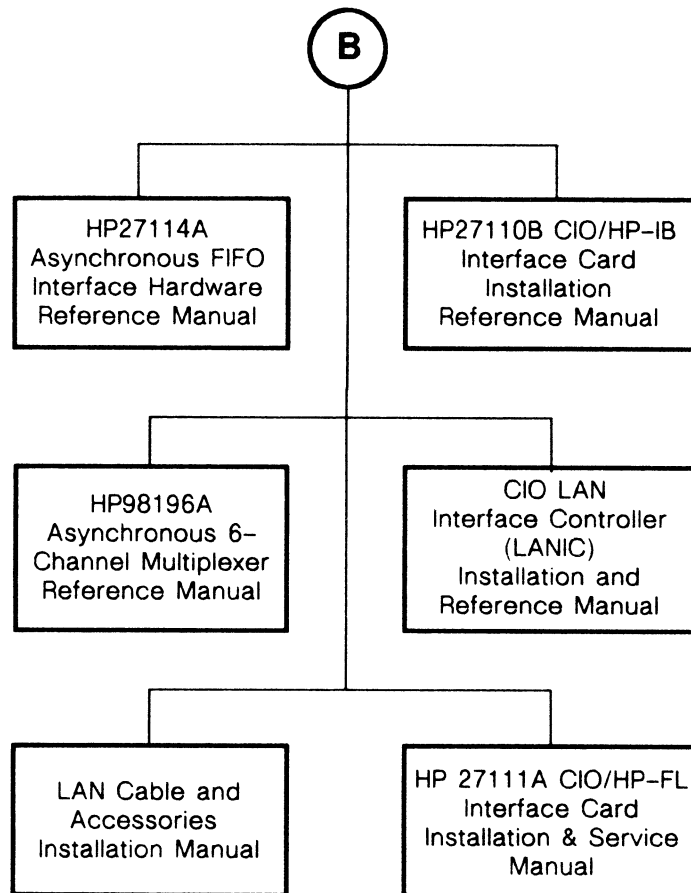 B
HP27114A
Asynchronous FIFO
Interface Hardware
Reference Manual
HP27110B CIO/HP-IB
Interface Card
Installation
Reference Manual
HP98196A
Asynchronous 6-
Channel Multiplexer
Reference Manual
CIO LAN
Interface Controller
(LANIC)
Installation and
Reference Manual
LAN Cable and
Accessories
Installation Manual
HP 27111A CIO/HP-FL
Interface Card
Installation & Service
Manual